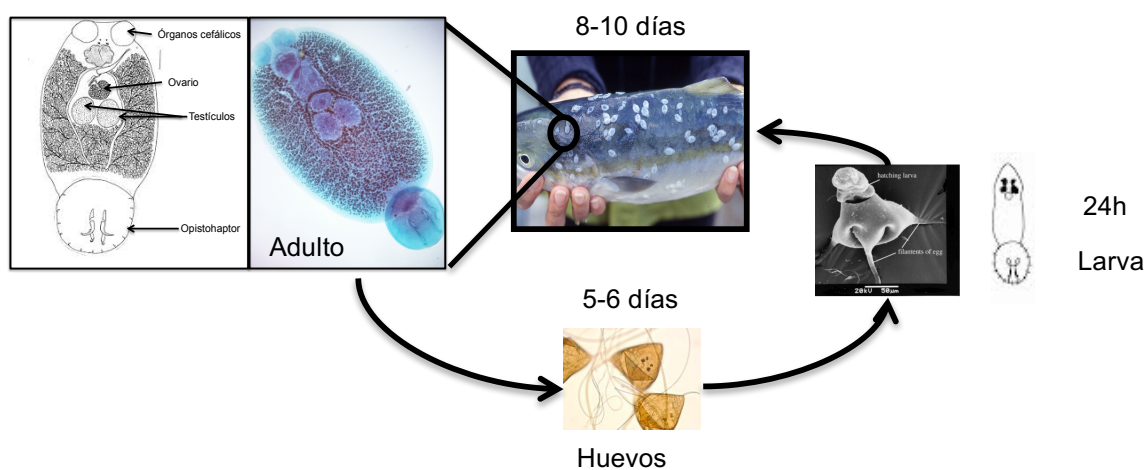 Órganos cefálicos
Ovario
Testículos
Opistohaptor
Adulto
8-10 días
hatching larva
filaments of egg
20kV 50µm
24h
Larva
5-6 días
Huevos